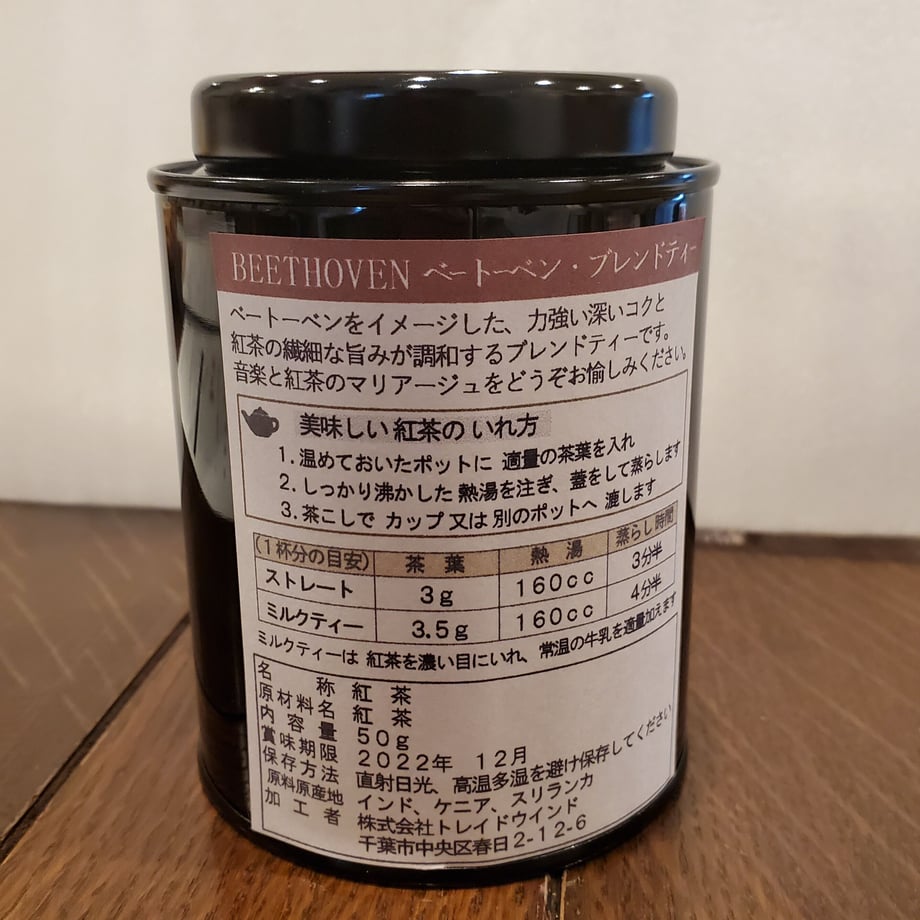 BEETHOVEN ベートーベン・ブレンドティー
ベートーベンをイメージした、力強い深いコクと
紅茶の繊細な旨みが調和するブレンドティーです。
音楽と紅茶のマリアージュをどうぞお愉しみください。
美味しい 紅茶の いれ方
1. 温めておいたポットに 適量の茶葉を入れ
2. しっかり沸かした 熱湯を注ぎ、蓋をして蒸らします
3. 茶こしで カップ 又は 別のポットへ 漉します
(1杯分の目安) 茶葉 熱湯 蒸らし時間
ストレート 3g 160cc 3分半
ミルクティー 3.5g 160cc 4分半
ミルクティーは 紅茶を濃い目にいれ、常温の牛乳を適量加えます
名称 紅茶
原材料名 紅茶
内容量 50g
賞味期限 2022年 12月
保存方法 直射日光、高温多湿を避け保存してください
原料原産地 インド、ケニア、スリランカ
加工者 株式会社トレイドウインド
千葉市中央区春日2-12-6